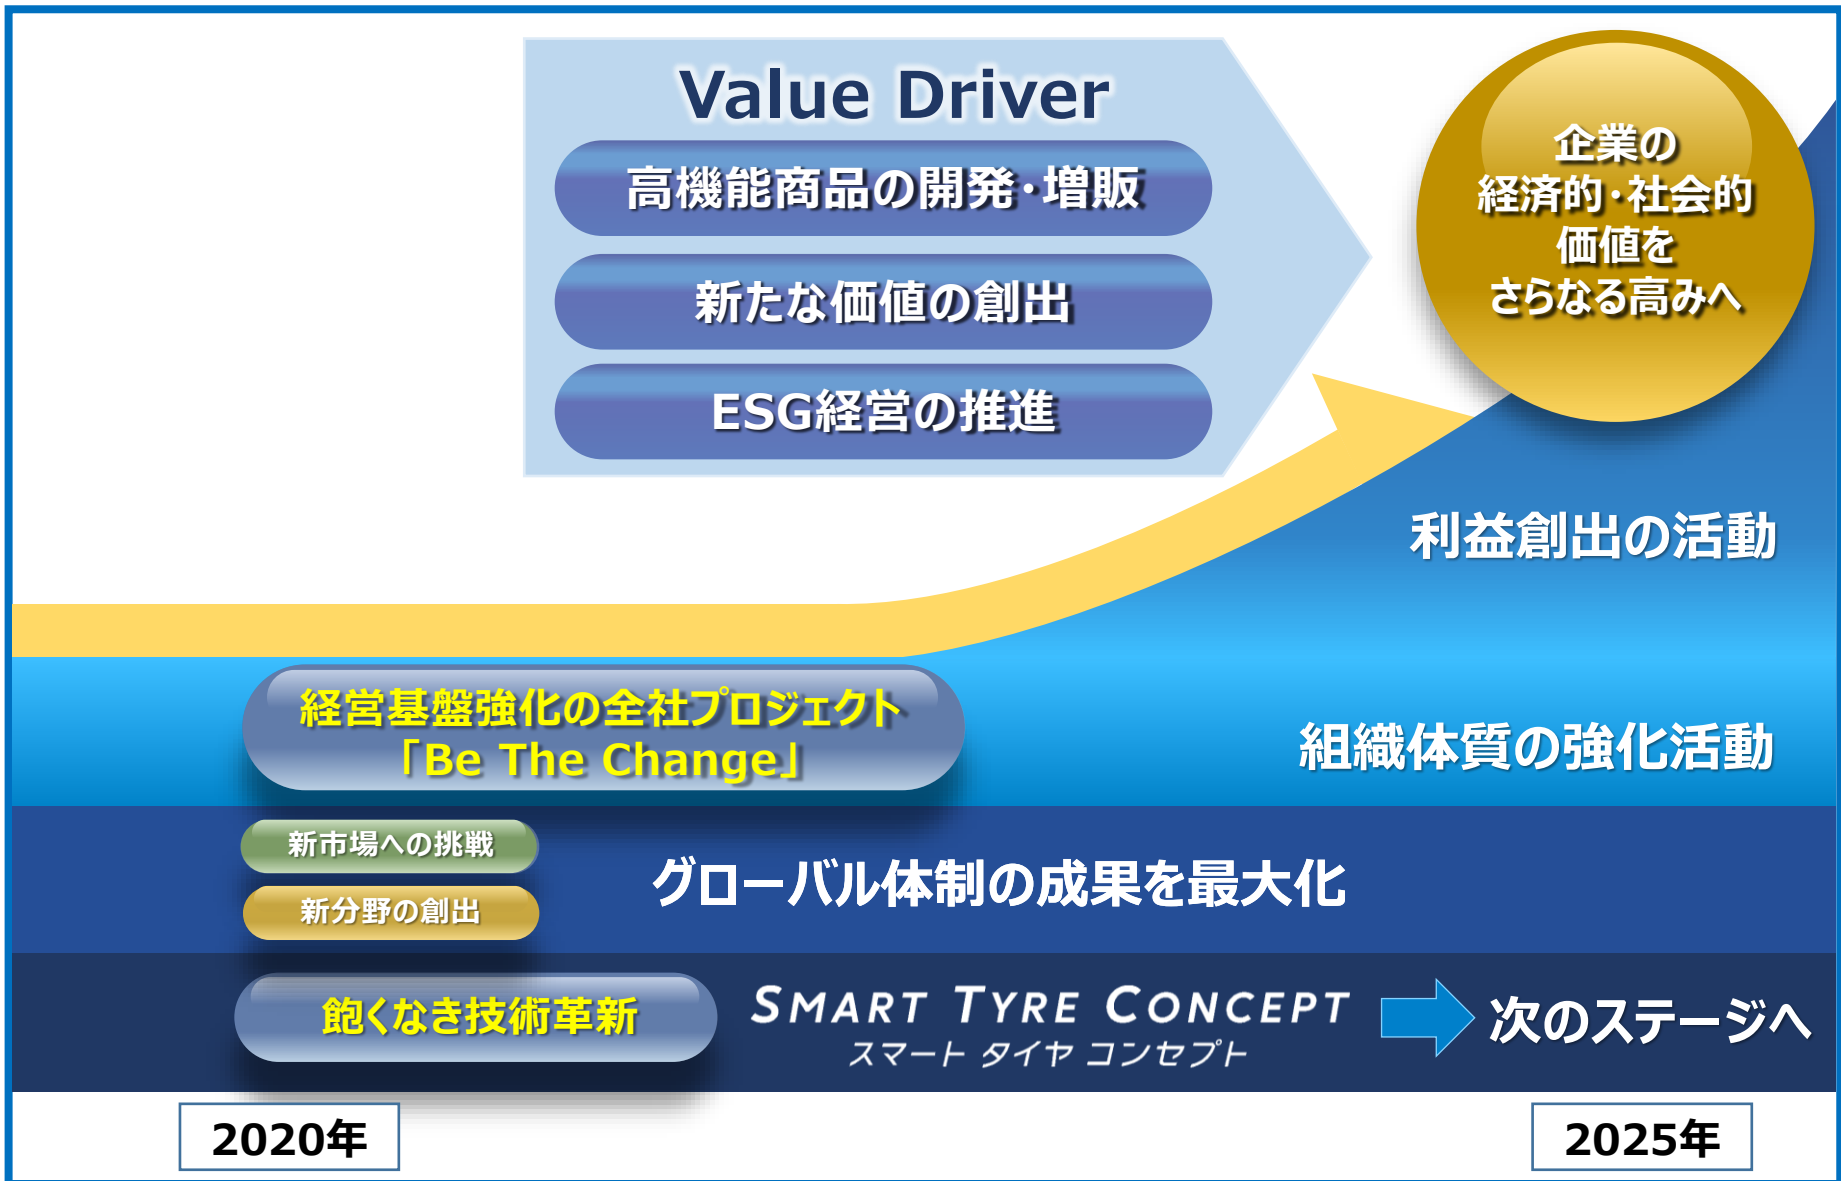 Value Driver
高機能商品の開発・増販
新たな価値の創出
ESG経営の推進
企業の
経済的・社会的
価値を
さらなる高みへ
利益創出の活動
経営基盤強化の全社プロジェクト
「Be The Change」
組織体質の強化活動
新市場への挑戦
新分野の創出
グローバル体制の成果を最大化
飽くなき技術革新
SMART TYRE CONCEPT
スマート タイヤ コンセプト
次のステージへ
2020年
2025年